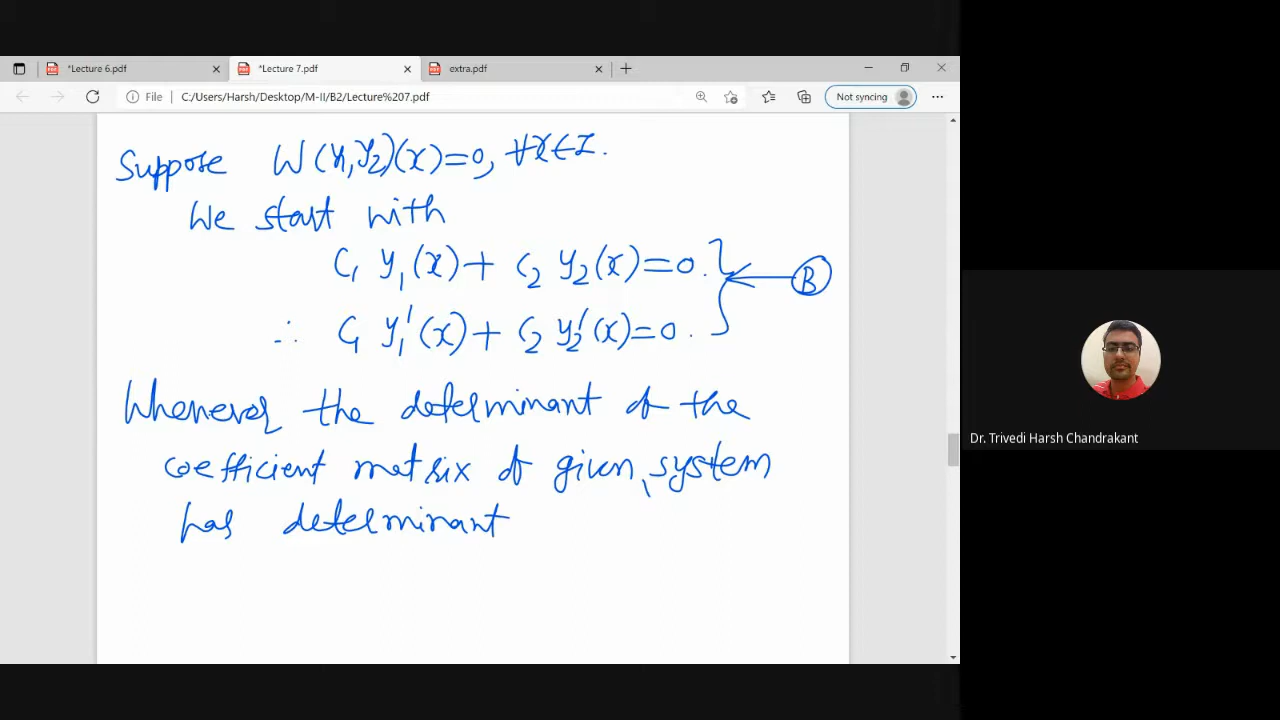 *Lecture 6.pdf
*Lecture 7.pdf
extra.pdf
File
C:/Users/Harsh/Desktop/M-II/B2/Lecture%207.pdf
Not syncing
Suppose W(y₁,y₂)(x)=0, ∀x∈I.
We start with
C₁ y₁(x)+ C₂ y₂(x)=0.
B
∴ C₁ y₁'(x)+ C₂ y₂'(x)=0.
Whenever the determinant of the
coefficient matrix of given system
has determinant
Dr. Trivedi Harsh Chandrakant